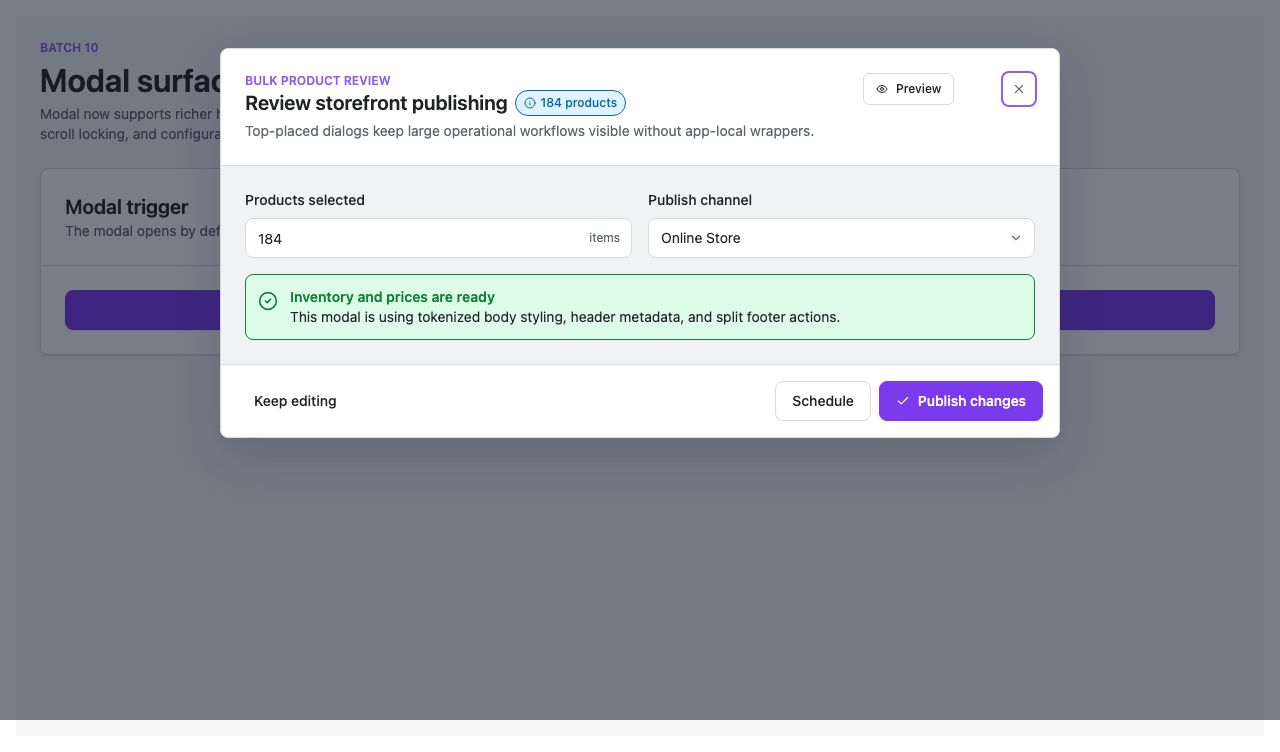 BATCH 10
Modal surfac
Modal now supports richer h
scroll locking, and configura
Modal trigger
The modal opens by def
BULK PRODUCT REVIEW
Review storefront publishing
184 products
Top-placed dialogs keep large operational workflows visible without app-local wrappers.
Preview
Products selected
184
items
Publish channel
Online Store
Inventory and prices are ready
This modal is using tokenized body styling, header metadata, and split footer actions.
Keep editing
Schedule
Publish changes